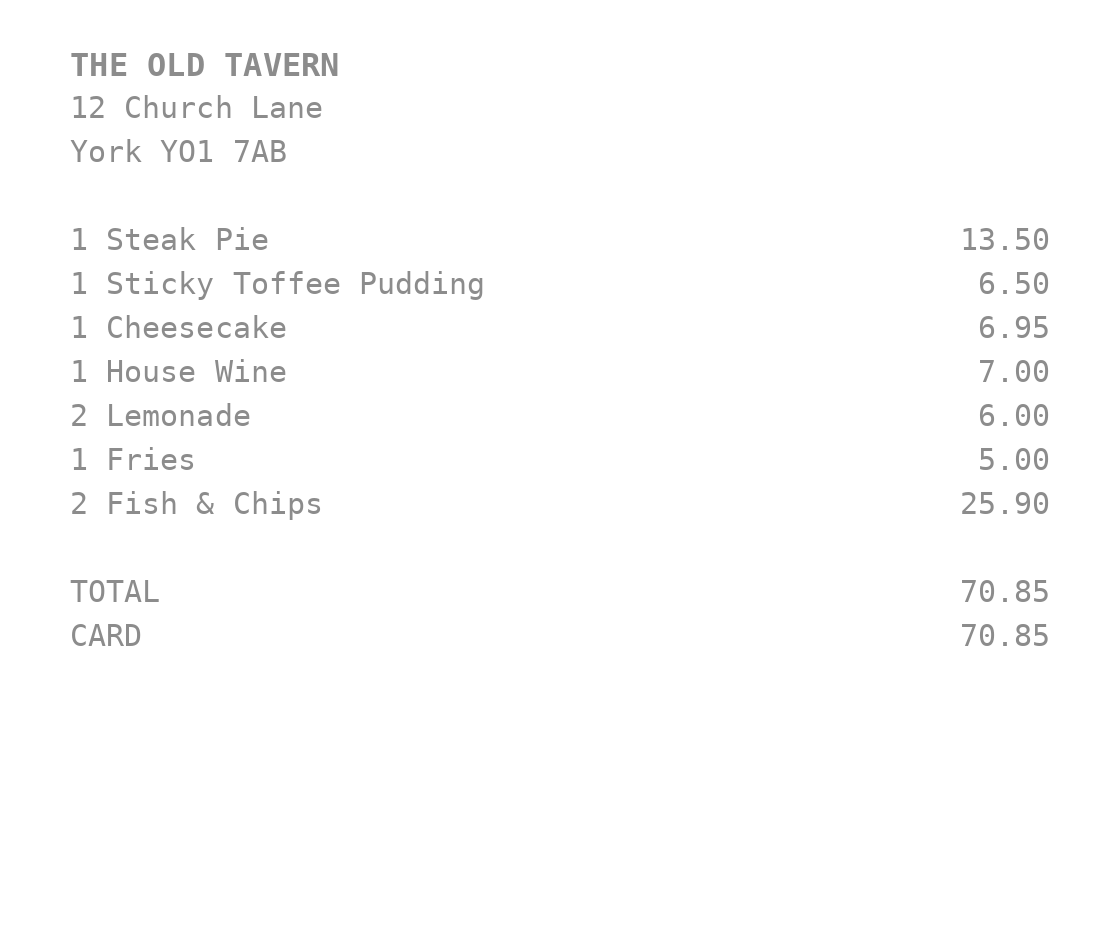 THE OLD TAVERN
12 Church Lane
York YO1 7AB
1 Steak Pie 13.50
1 Sticky Toffee Pudding 6.50
1 Cheesecake 6.95
1 House Wine 7.00
2 Lemonade 6.00
1 Fries 5.00
2 Fish & Chips 25.90
TOTAL 70.85
CARD 70.85